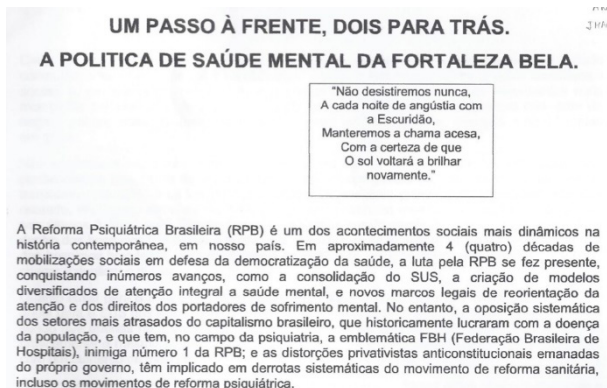 UM PASSO À FRENTE, DOIS PARA TRÁS.
A POLITICA DE SAÚDE MENTAL DA FORTALEZA BELA.
"Não desistiremos nunca,
A cada noite de angústia com
a Escuridão,
Manteremos a chama acesa,
Com a certeza de que
O sol voltará a brilhar
novamente."
A Reforma Psiquiátrica Brasileira (RPB) é um dos acontecimentos sociais mais dinâmicos na
história contemporânea, em nosso país. Em aproximadamente 4 (quatro) décadas de
mobilizações sociais em defesa da democratização da saúde, a luta pela RPB se fez presente,
conquistando inúmeros avanços, como a consolidação do SUS, a criação de modelos
diversificados de atenção integral a saúde mental, e novos marcos legais de reorientação da
atenção e dos direitos dos portadores de sofrimento mental. No entanto, a oposição sistemática
dos setores mais atrasados do capitalismo brasileiro, que historicamente lucraram com a doença
da população, e que tem, no campo da psiquiatria, a emblemática FBH (Federação Brasileira de
Hospitais), inimiga número 1 da RPB; e as distorções privativistas anticonstitucionais emanadas
do próprio governo, têm implicado em derrotas sistemáticas do movimento de reforma sanitária,
incluso os movimentos de reforma psiquiátrica.